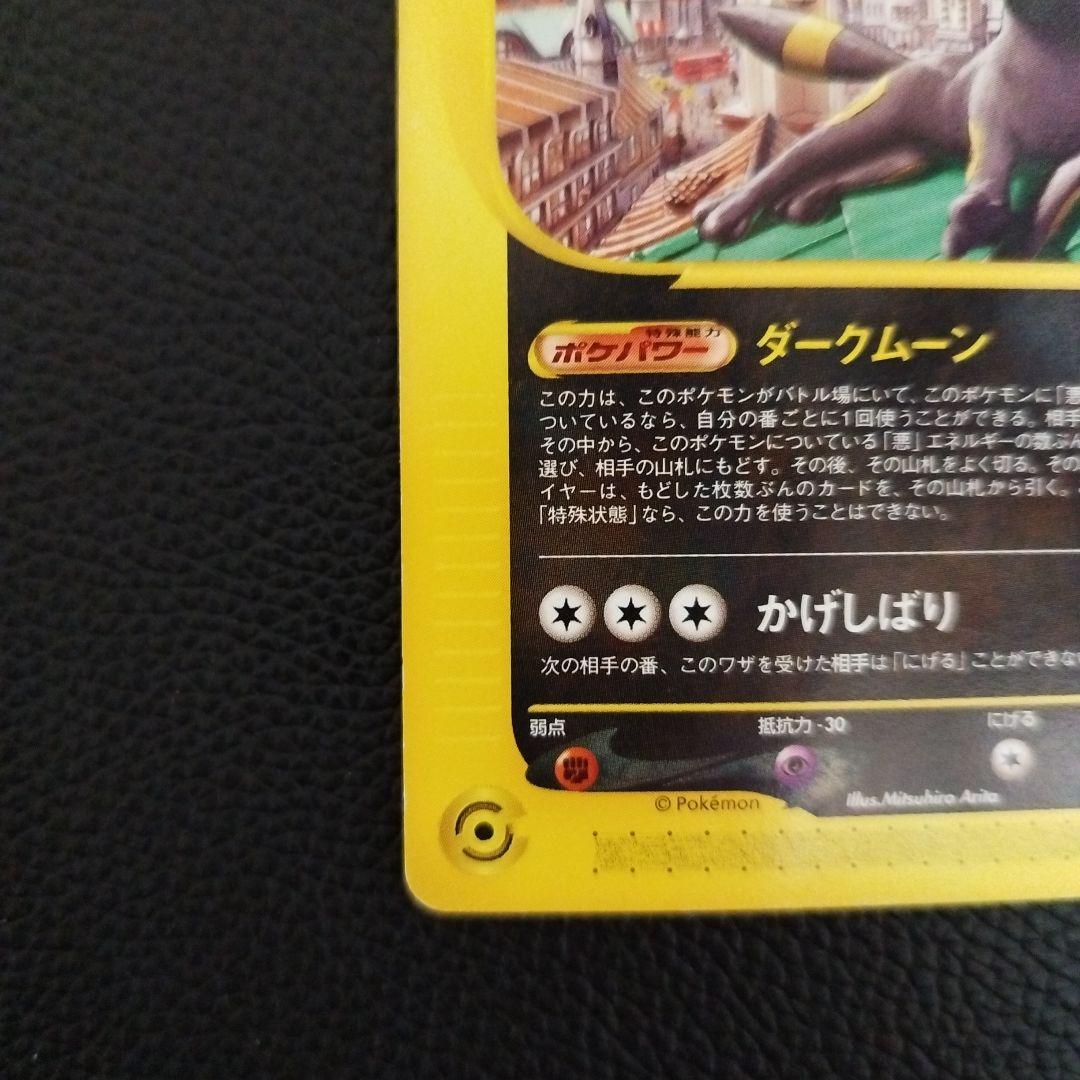 特殊能力
ポケパワー ダークムーン
この力は、このポケモンがバトル場にいて、このポケモンに「悪
ついているなら、自分の番ごとに1回使うことができる。相手
その中から、このポケモンについている「悪」エネルギーの数ぶん
選び、相手の山札にもどす。その後、その山札をよく切る。その
イヤーは、もどした枚数ぶんのカードを、その山札から引く。
「特殊状態」なら、この力を使うことはできない。
かげしばり
次の相手の番、このワザを受けた相手は「にげる」ことができな
弱点 抵抗力 -30 にげる
© Pokémon Illus. Mitsuhiro Arita